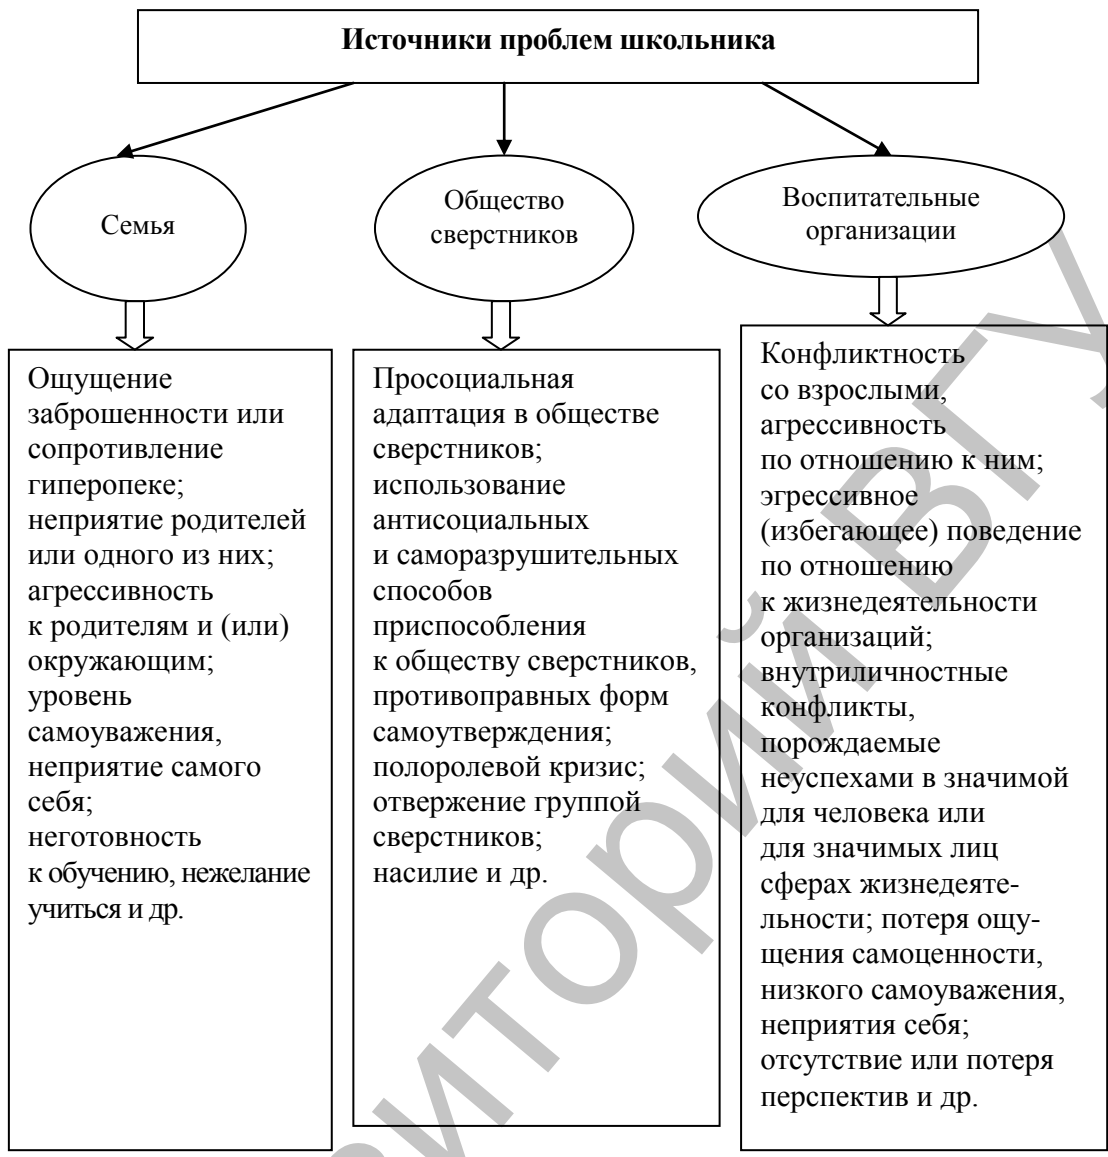 Источники проблем школьника
Семья
Общество
сверстников
Воспитательные
организации
Ощущение
заброшенности или
сопротивление
гиперопеке;
неприятие родителей
или одного из них;
агрессивность
к родителям и (или)
окружающим;
уровень
самоуважения,
неприятие самого
себя;
неготовность
к обучению, нежелание
учиться и др.
Просоциальная
адаптация в обществе
сверстников;
использование
антисоциальных
и саморазрушительных
способов
приспособления
к обществу сверстников,
противоправных форм
самоутверждения;
полоролевой кризис;
отвержение группой
сверстников;
насилие и др.
Конфликтность
со взрослыми,
агрессивность
по отношению к ним;
эгрессивное
(избегающее) поведение
по отношению
к жизнедеятельности
организаций;
внутриличностные
конфликты,
порождаемые
неуспехами в значимой
для человека или
для значимых лиц
сферах жизнедеяте-
льности; потеря ощу-
щения самоценности,
низкого самоуважения,
неприятия себя;
отсутствие или потеря
перспектив и др.
иторий ВГУ